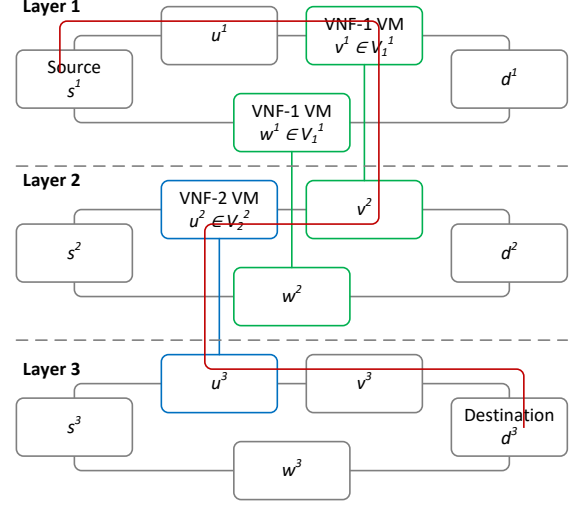 Layer 1
u¹
VNF-1 VM
v¹ ∈ V₁¹
Source
s¹
d¹
VNF-1 VM
w¹ ∈ V₁¹
Layer 2
VNF-2 VM
u² ∈ V₂²
v²
s²
d²
w²
Layer 3
u³
v³
s³
Destination
d³
w³